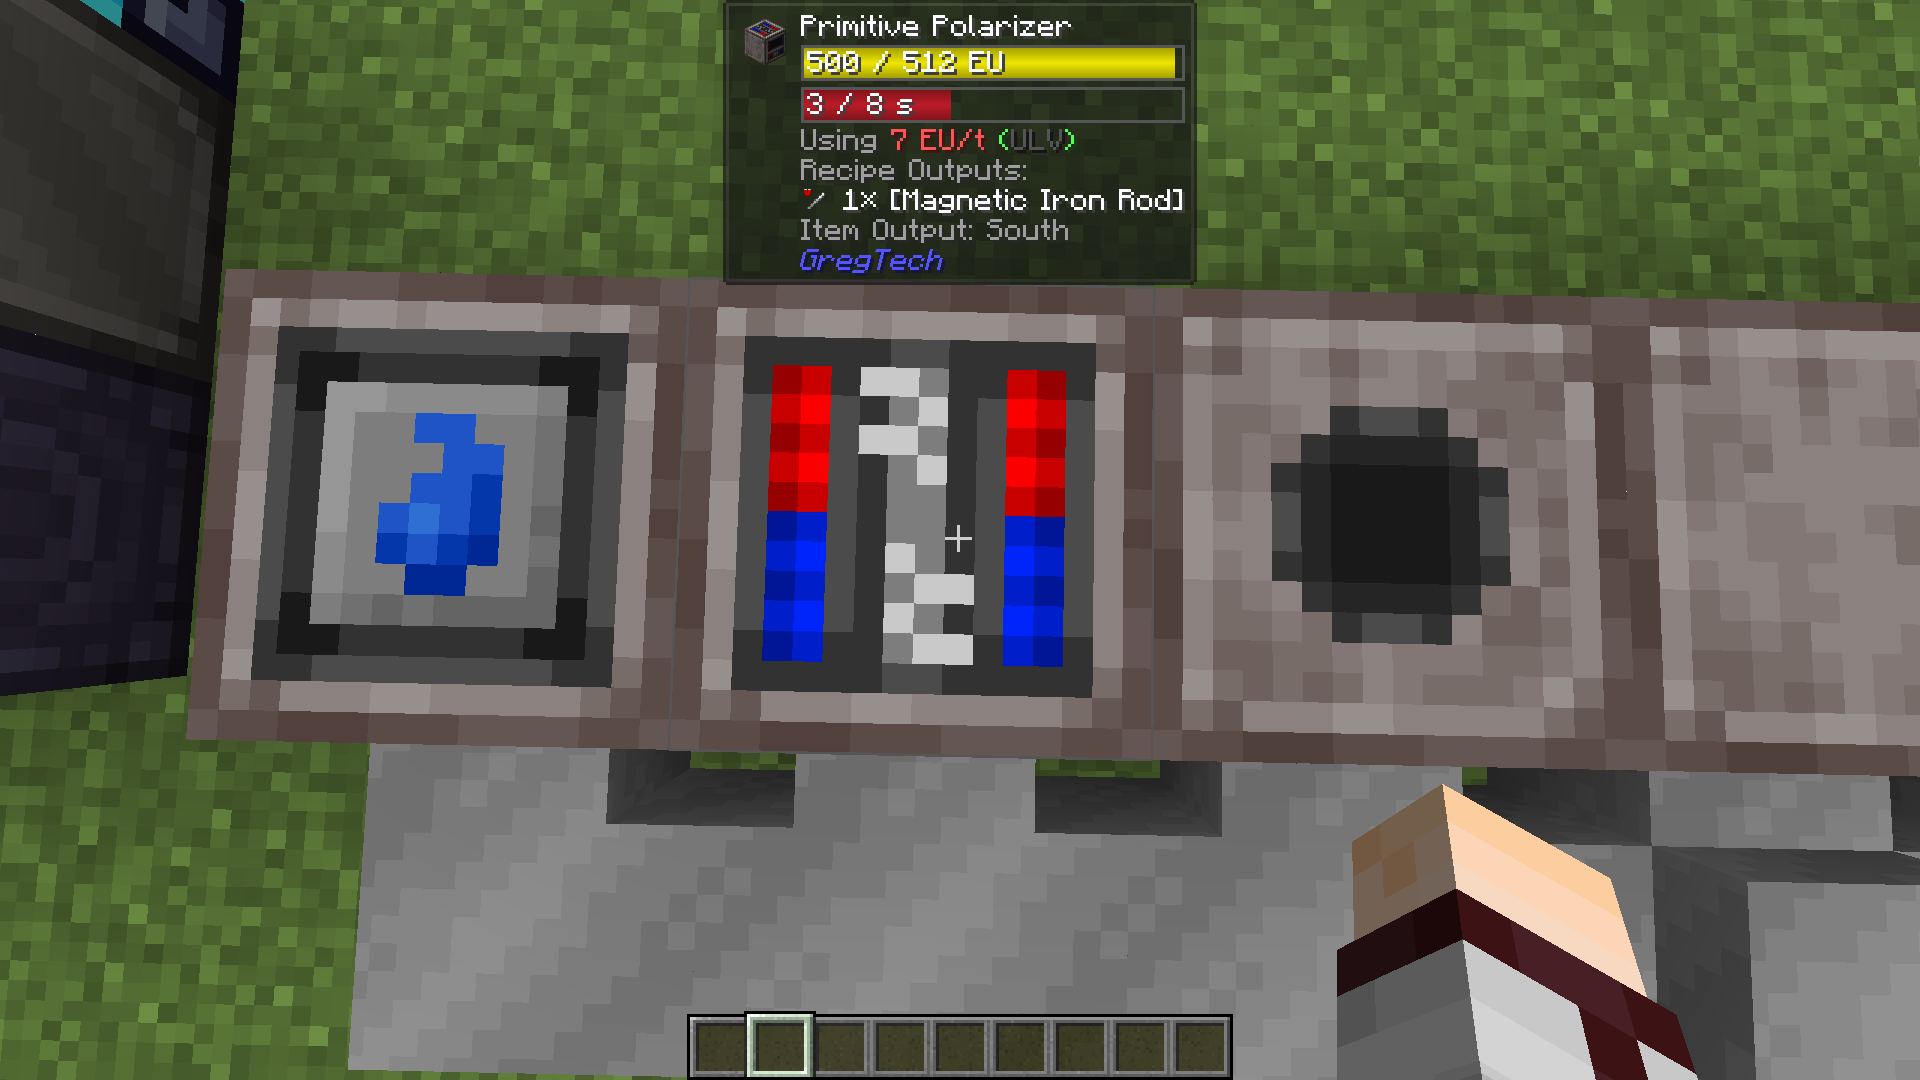 Primitive Polarizer
500 / 512 EU
3 / 8 s
Using 7 EU/t (ULV)
Recipe Outputs:
1× [Magnetic Iron Rod]
Item Output: South
GregTech